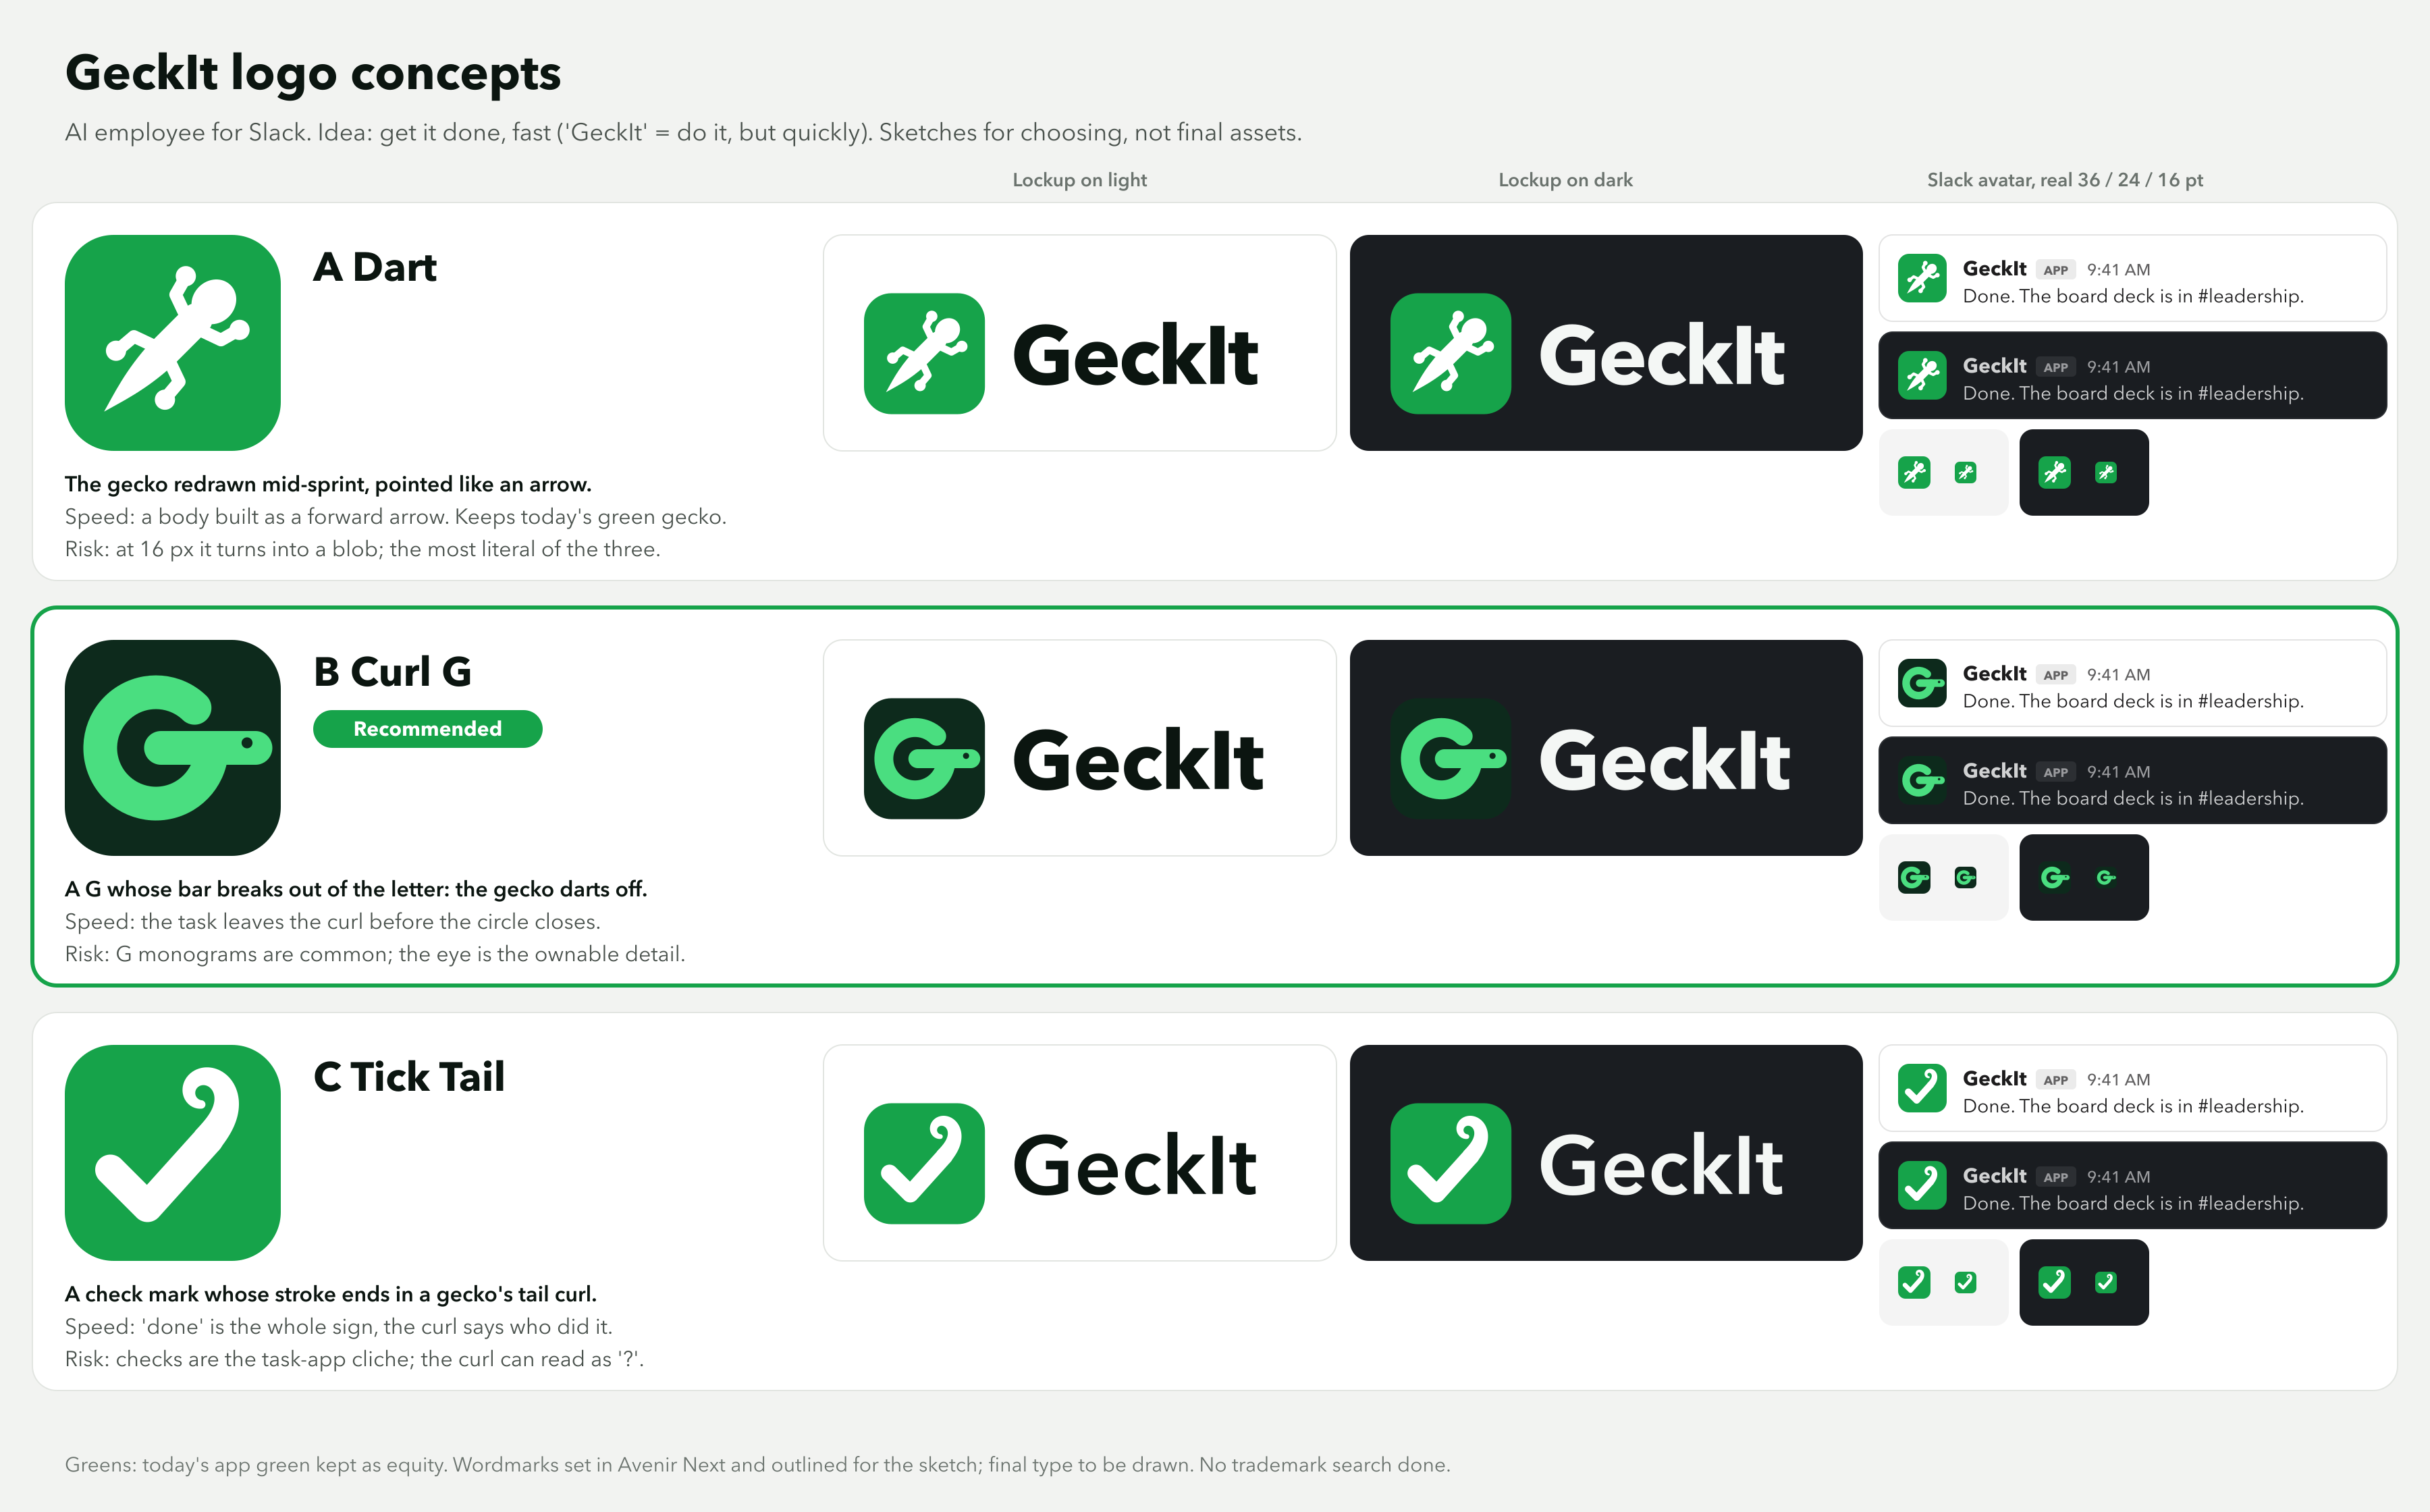 GeckIt logo concepts
AI employee for Slack. Idea: get it done, fast ('GeckIt' = do it, but quickly). Sketches for choosing, not final assets.
Lockup on light
Lockup on dark
Slack avatar, real 36 / 24 / 16 pt
A Dart
GeckIt
GeckIt
GeckIt APP 9:41 AM
Done. The board deck is in #leadership.
GeckIt APP 9:41 AM
Done. The board deck is in #leadership.
The gecko redrawn mid-sprint, pointed like an arrow.
Speed: a body built as a forward arrow. Keeps today's green gecko.
Risk: at 16 px it turns into a blob; the most literal of the three.
B Curl G
Recommended
GeckIt
GeckIt
GeckIt APP 9:41 AM
Done. The board deck is in #leadership.
GeckIt APP 9:41 AM
Done. The board deck is in #leadership.
A G whose bar breaks out of the letter: the gecko darts off.
Speed: the task leaves the curl before the circle closes.
Risk: G monograms are common; the eye is the ownable detail.
C Tick Tail
GeckIt
GeckIt
GeckIt APP 9:41 AM
Done. The board deck is in #leadership.
GeckIt APP 9:41 AM
Done. The board deck is in #leadership.
A check mark whose stroke ends in a gecko's tail curl.
Speed: 'done' is the whole sign, the curl says who did it.
Risk: checks are the task-app cliche; the curl can read as '?'.
Greens: today's app green kept as equity. Wordmarks set in Avenir Next and outlined for the sketch; final type to be drawn. No trademark search done.